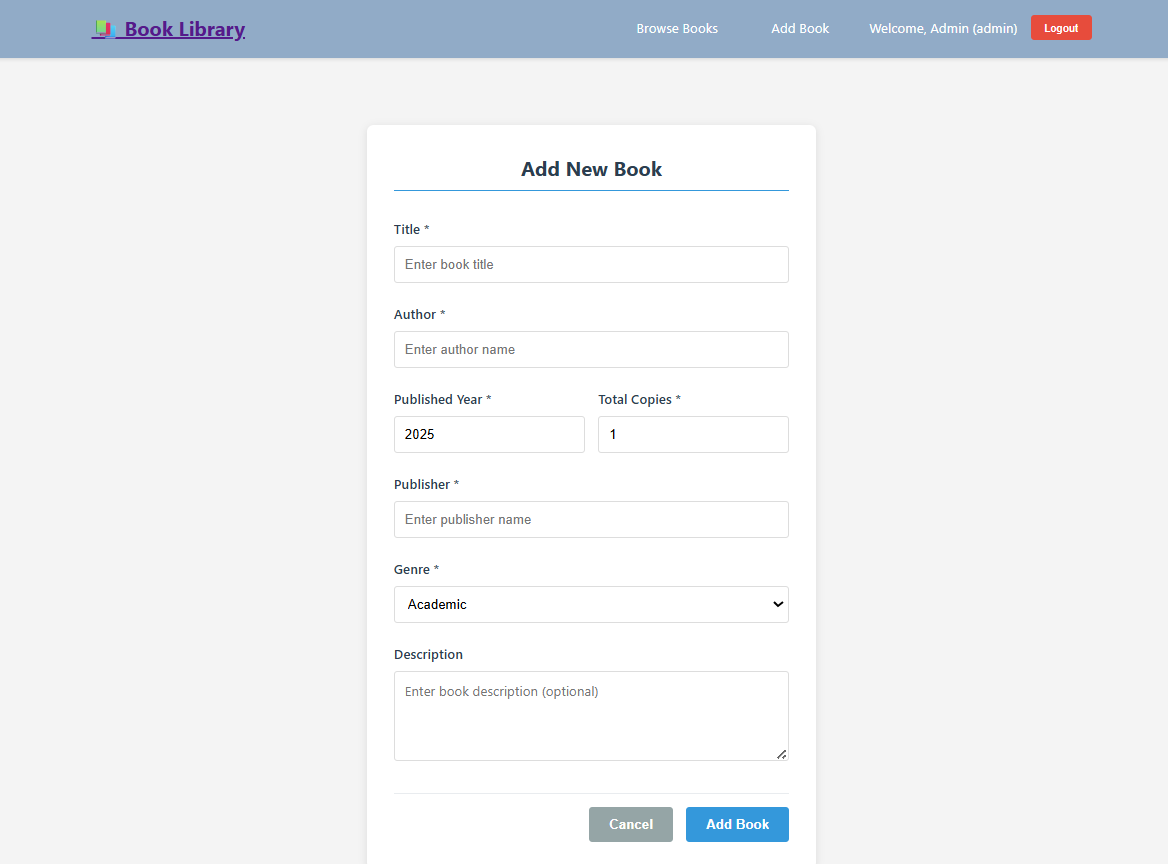 Book Library
Browse Books Add Book Welcome, Admin (admin) Logout
Add New Book
Title *
Enter book title
Author *
Enter author name
Published Year * Total Copies *
2025 1
Publisher *
Enter publisher name
Genre *
Academic
Description
Enter book description (optional)
Cancel Add Book